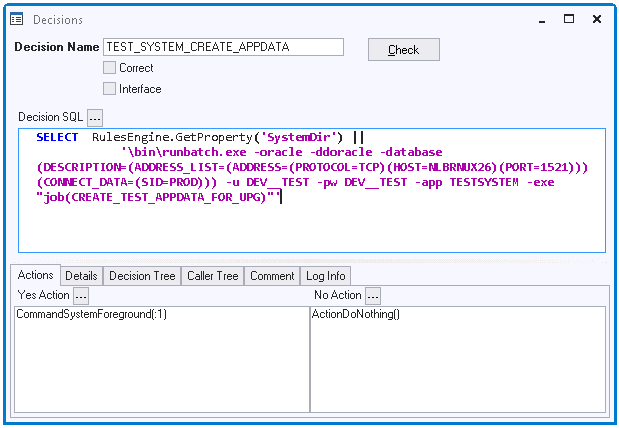 Decisions
Decision Name TEST_SYSTEM_CREATE_APPDATA Check
Correct
Interface
Decision SQL ...
SELECT RulesEngine.GetProperty('SystemDir') ||
'\bin\runbatch.exe -oracle -ddoracle -database
(DESCRIPTION=(ADDRESS_LIST=(ADDRESS=(PROTOCOL=TCP)(HOST=NLBRNUX26)(PORT=1521)))
(CONNECT_DATA=(SID=PROD))) -u DEV__TEST -pw DEV__TEST -app TESTSYSTEM -exe
"job(CREATE_TEST_APPDATA_FOR_UPG)"'
Actions Details Decision Tree Caller Tree Comment Log Info
Yes Action ... No Action ...
CommandSystemForeground(:1) ActionDoNothing()